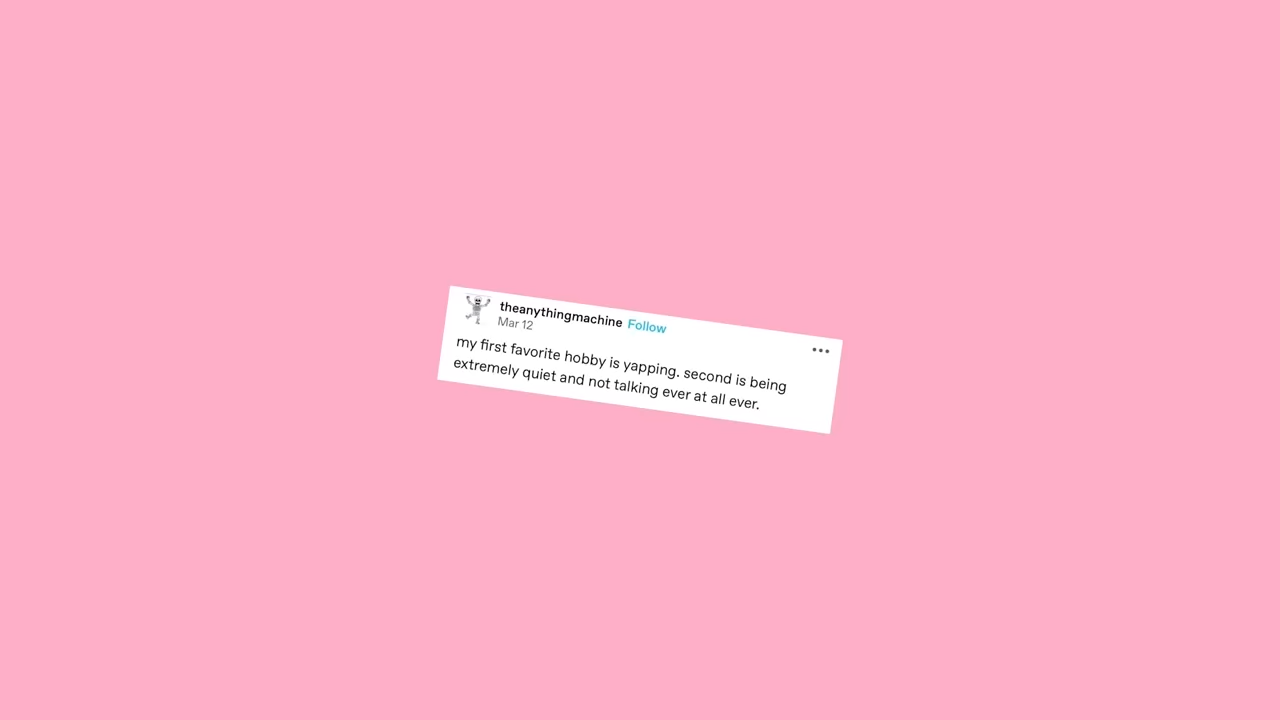 theanythingmachine Follow
Mar 12
my first favorite hobby is yapping. second is being
extremely quiet and not talking ever at all ever.